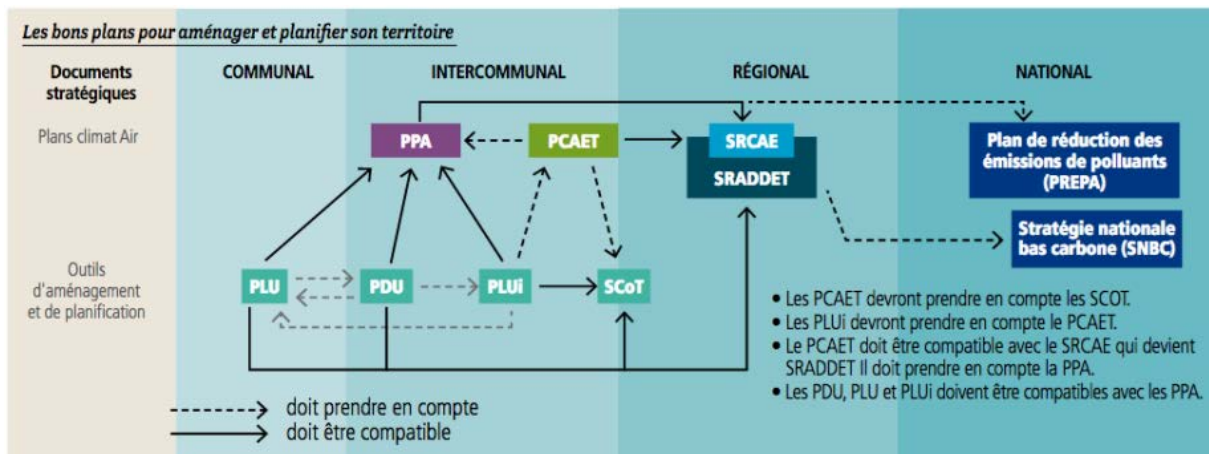 Les bons plans pour aménager et planifier son territoire
Documents
stratégiques
COMMUNAL
INTERCOMMUNAL
RÉGIONAL
NATIONAL
Plans climat Air
PPA
PCAET
SRCAE
SRADDET
Plan de réduction des
émissions de polluants
(PREPA)
Stratégie nationale
bas carbone (SNBC)
Outils
d'aménagement
et de planification
PLU
PDU
PLUi
SCoT
• Les PCAET devront prendre en compte les SCOT.
• Les PLUi devront prendre en compte le PCAET.
• Le PCAET doit être compatible avec le SRCAE qui devient
SRADDET Il doit prendre en compte la PPA.
• Les PDU, PLU et PLUi doivent être compatibles avec les PPA.
doit prendre en compte
doit être compatible